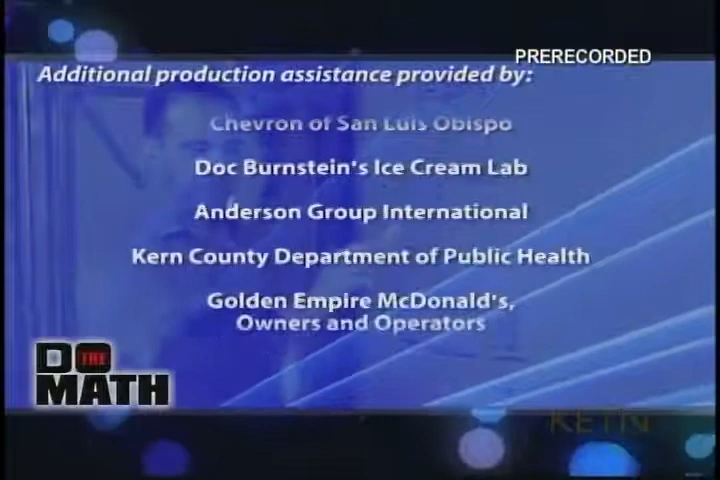 PRERECORDED
Additional production assistance provided by:
Chevron of San Luis Obispo
Doc Burnstein's Ice Cream Lab
Anderson Group International
Kern County Department of Public Health
Golden Empire McDonald's,
Owners and Operators
DO THE
MATH
KETN